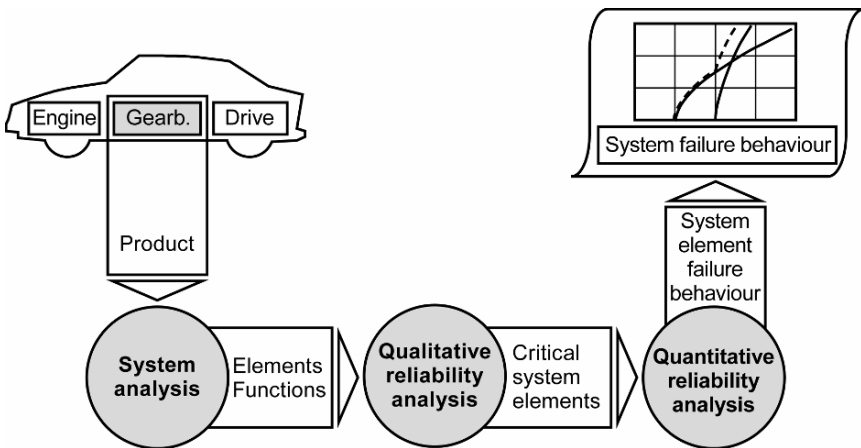 Engine
Gearb.
Drive
Product
System
analysis
Elements
Functions
Qualitative
reliability
analysis
Critical
system
elements
Quantitative
reliability
analysis
System
element
failure
behaviour
System failure behaviour